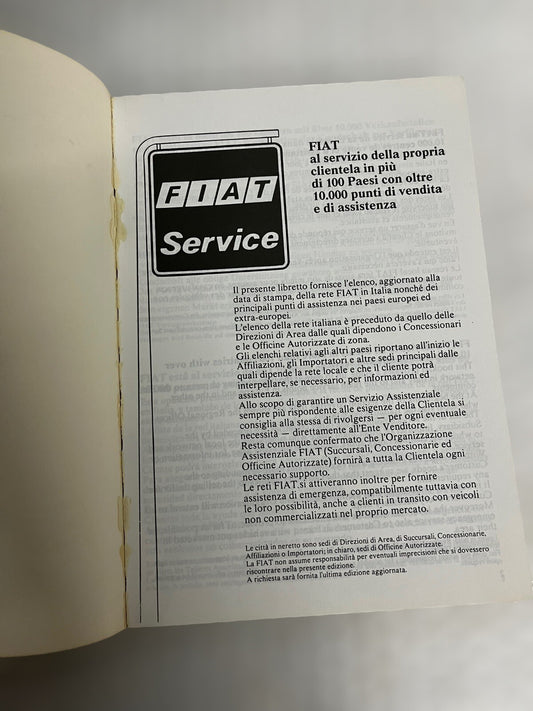 FIAT
Service
FIAT
al servizio della propria
clientela in più
di 100 Paesi con oltre
10.000 punti di vendita
e di assistenza
Il presente libretto fornisce l'elenco, aggiornato alla
data di stampa, della rete FIAT in Italia nonché dei
principali punti di assistenza nei paesi europei ed
extra-europei.
L'elenco della rete italiana è preceduto da quello delle
Direzioni di Area dalle quali dipendono i Concessionari
e le Officine Autorizzate di zona.
Gli elenchi relativi agli altri paesi riportano all'inizio le
Affiliazioni, gli Importatori e altre sedi principali dalle
quali dipende la rete locale e che il cliente potrà
interpellare, se necessario, per informazioni ed
assistenza.
Allo scopo di garantire un Servizio Assistenziale
sempre più rispondente alle esigenze della Clientela si
consiglia alla stessa di rivolgersi — per ogni eventuale
necessità — direttamente all'Ente Venditore.
Resta comunque confermato che l'Organizzazione
Assistenziale FIAT (Succursali, Concessionarie ed
Officine Autorizzate) fornirà a tutta la Clientela ogni
necessario supporto.
Le reti FIAT si attiveranno inoltre per fornire
assistenza di emergenza, compatibilmente tuttavia con
le loro possibilità, anche a clienti in transito con veicoli
non commercializzati nel proprio mercato.
Le città in neretto sono sedi di Direzioni di Area, di Succursali, Concessionarie,
Affiliazioni o Importatori; in chiaro, sedi di Officine Autorizzate.
La FIAT non assume responsabilità per eventuali imprecisioni che si dovessero
riscontrare nella presente edizione.
A richiesta sarà fornita l'ultima edizione aggiornata.